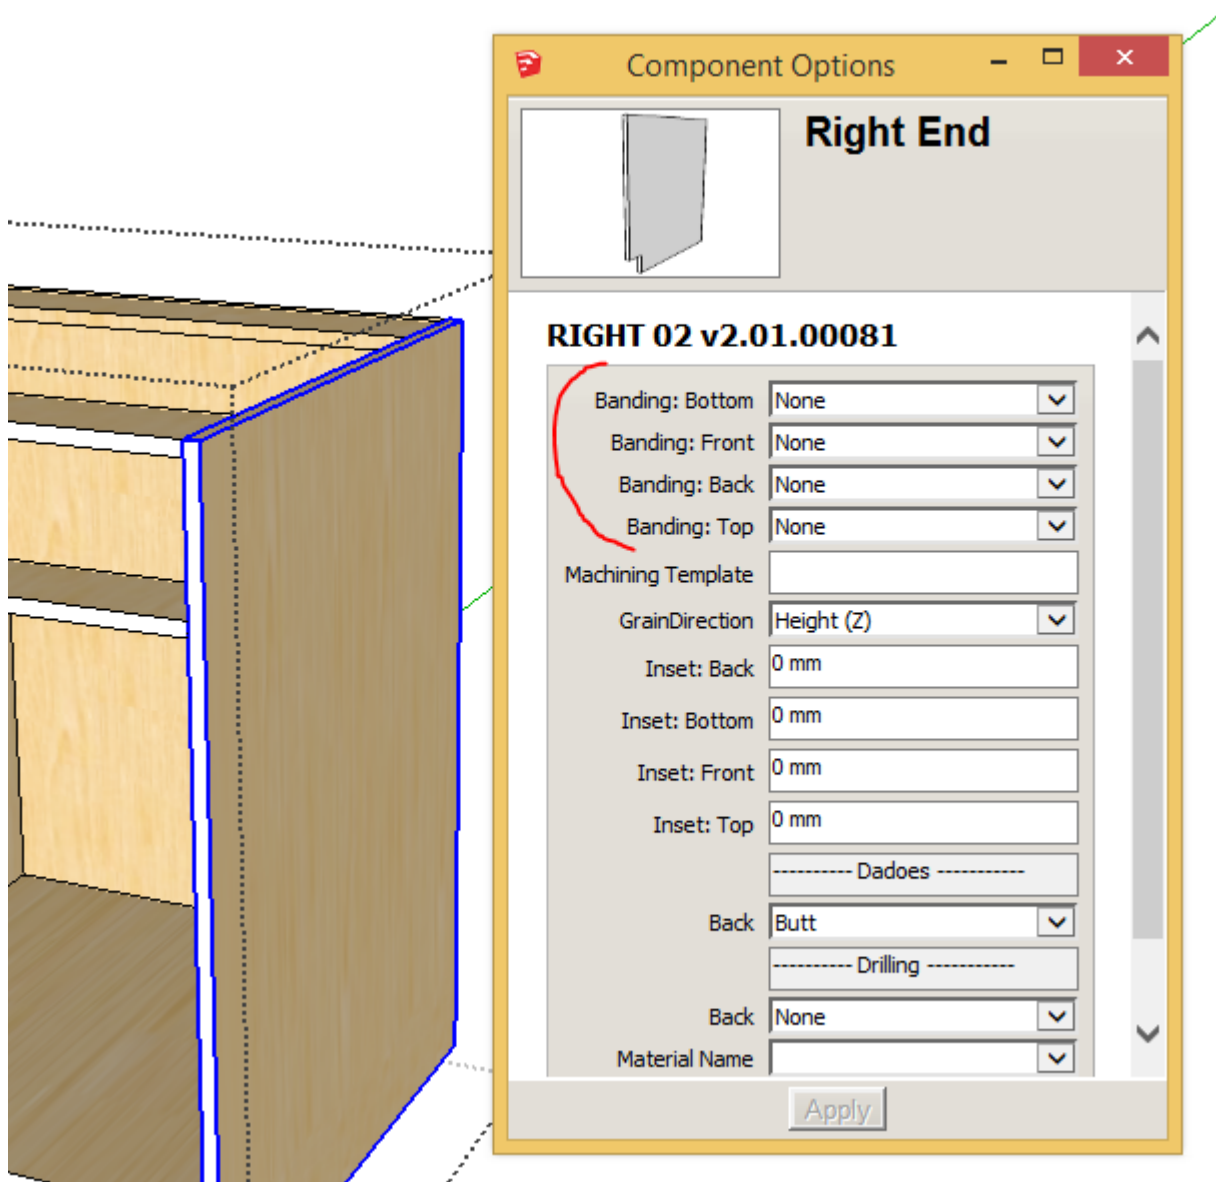 Component Options
Right End
RIGHT 02 v2.01.00081
Banding: Bottom None
Banding: Front None
Banding: Back None
Banding: Top None
Machining Template
GrainDirection Height (Z)
Inset: Back 0 mm
Inset: Bottom 0 mm
Inset: Front 0 mm
Inset: Top 0 mm
---------- Dadoes -----------
Back Butt
---------- Drilling -----------
Back None
Material Name
Apply